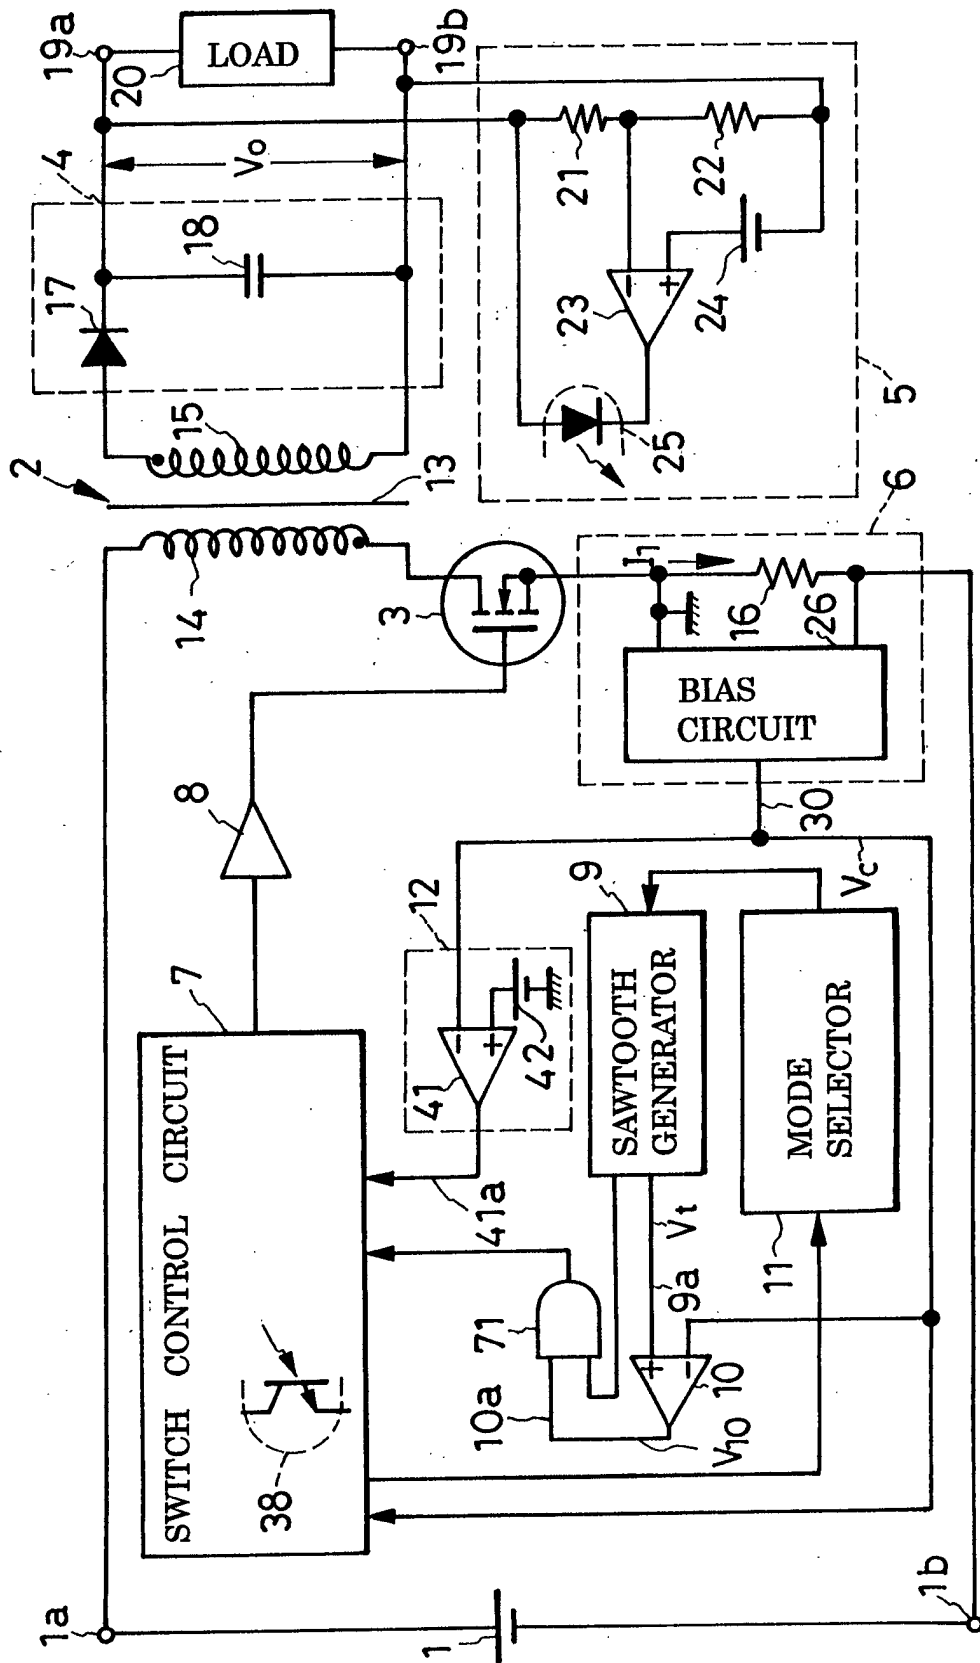 1a
1
1b
SWITCH CONTROL CIRCUIT
38
7
8
10a
71
V10
10
9a
Vt
41a
41
42
12
SAWTOOTH
GENERATOR
9
11
MODE
SELECTOR
Vc
30
BIAS
CIRCUIT
26
16
I1
6
3
14
2
13
15
17
18
4
Vo
19a
20
LOAD
19b
21
22
23
24
25
5